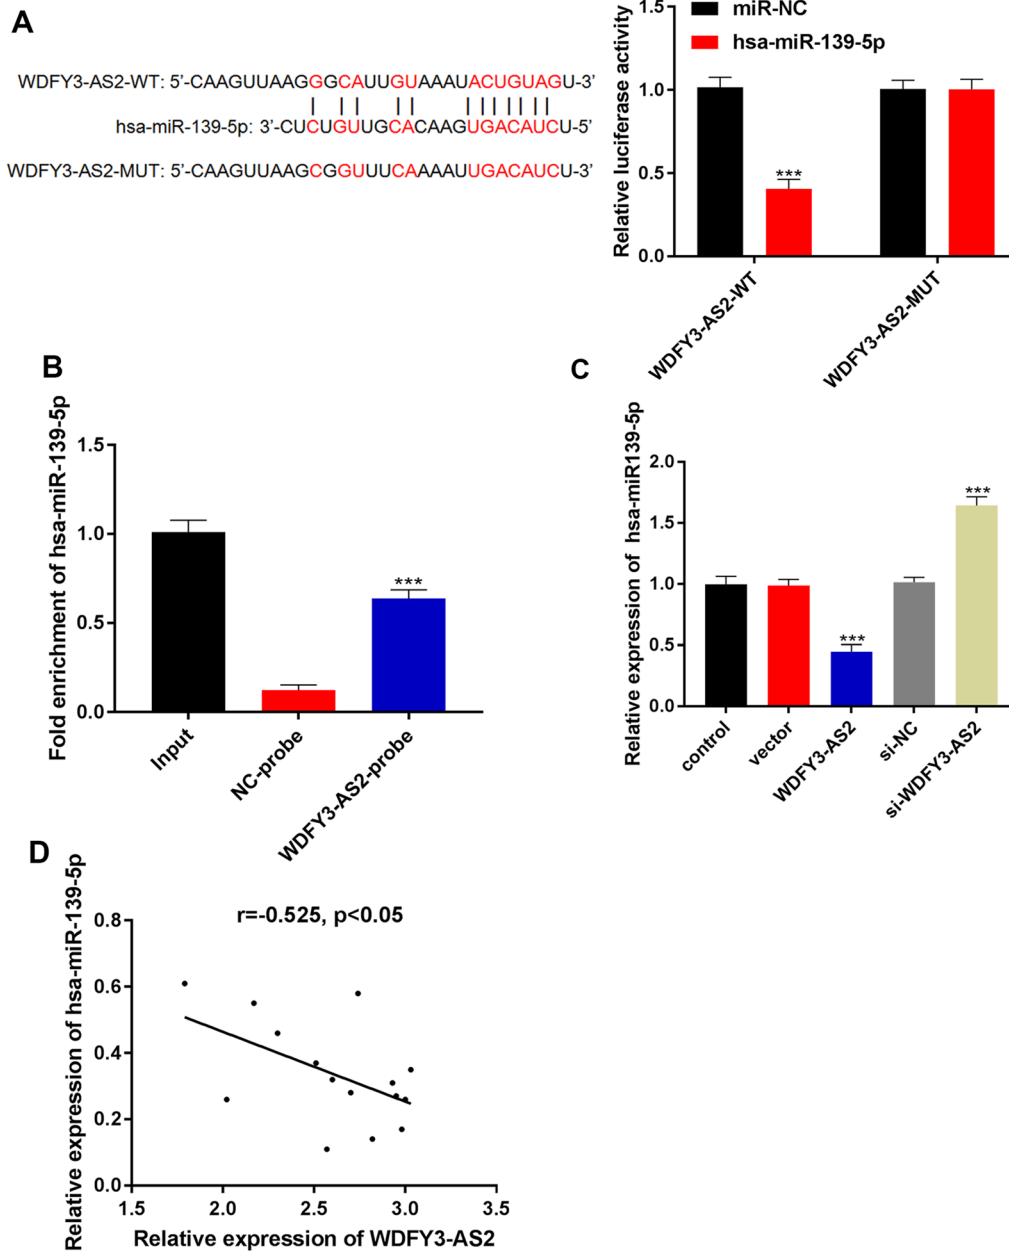 A
WDFY3-AS2-WT: 5'-CAAGUUAAGGGCAUUGUAAAUACUGUAGU-3'
hsa-miR-139-5p: 3'-CUCUGUUGCACAAGUGACAUCU-5'
WDFY3-AS2-MUT: 5'-CAAGUUAAGCGGUUUCAAAAUUGACAUCU-3'
miR-NC
hsa-miR-139-5p
Relative luciferase activity
1.5
1.0
0.5
0.0
***
WDFY3-AS2-WT
WDFY3-AS2-MUT
B
Fold enrichment of hsa-miR-139-5p
1.5
1.0
0.5
0.0
***
Input
NC-probe
WDFY3-AS2-probe
C
Relative expression of hsa-miR139-5p
2.0
1.5
1.0
0.5
0.0
***
***
control
vector
WDFY3-AS2
si-NC
si-WDFY3-AS2
D
Relative expression of hsa-miR-139-5p
r=-0.525, p<0.05
0.8
0.6
0.4
0.2
0.0
1.5 2.0 2.5 3.0 3.5
Relative expression of WDFY3-AS2